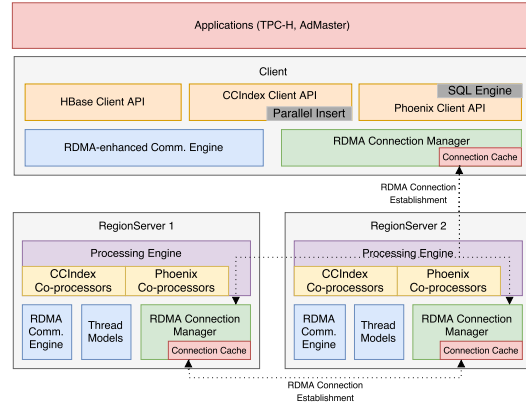 Applications (TPC-H, AdMaster)
Client
HBase Client API
CCIndex Client API
Parallel Insert
SQL Engine
Phoenix Client API
RDMA-enhanced Comm. Engine
RDMA Connection Manager
Connection Cache
RDMA Connection
Establishment
RegionServer 1
Processing Engine
CCIndex
Co-processors
Phoenix
Co-processors
RDMA
Comm.
Engine
Thread
Models
RDMA Connection
Manager
Connection Cache
RegionServer 2
Processing Engine
CCIndex
Co-processors
Phoenix
Co-processors
RDMA
Comm.
Engine
Thread
Models
RDMA Connection
Manager
Connection Cache
RDMA Connection
Establishment